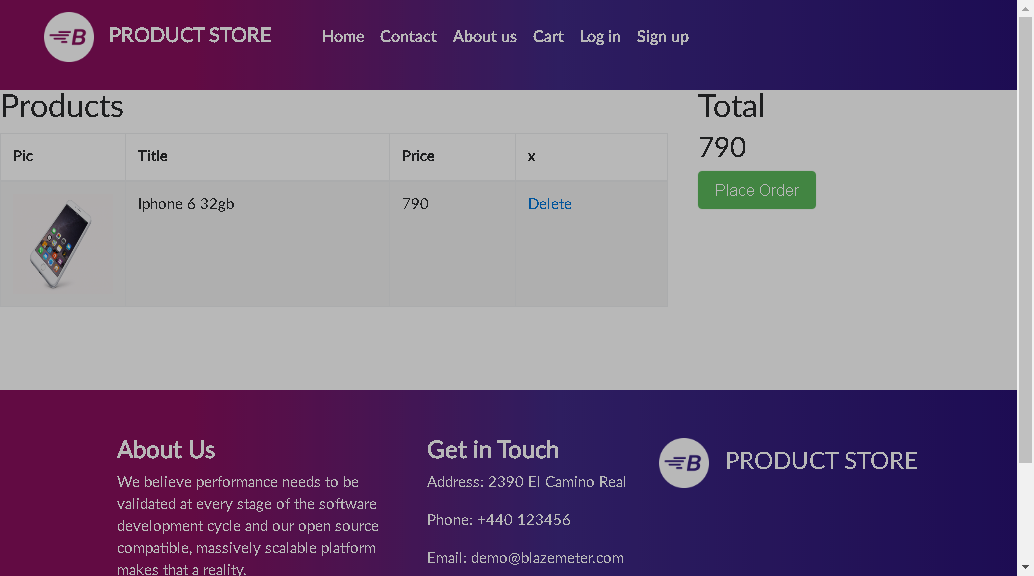 B PRODUCT STORE Home Contact About us Cart Log in Sign up
Products
Total
790
Place Order
Pic Title Price x
Iphone 6 32gb 790 Delete
About Us
We believe performance needs to be
validated at every stage of the software
development cycle and our open source
compatible, massively scalable platform
makes that a reality.
Get in Touch
Address: 2390 El Camino Real
Phone: +440 123456
Email: demo@blazemeter.com
B PRODUCT STORE